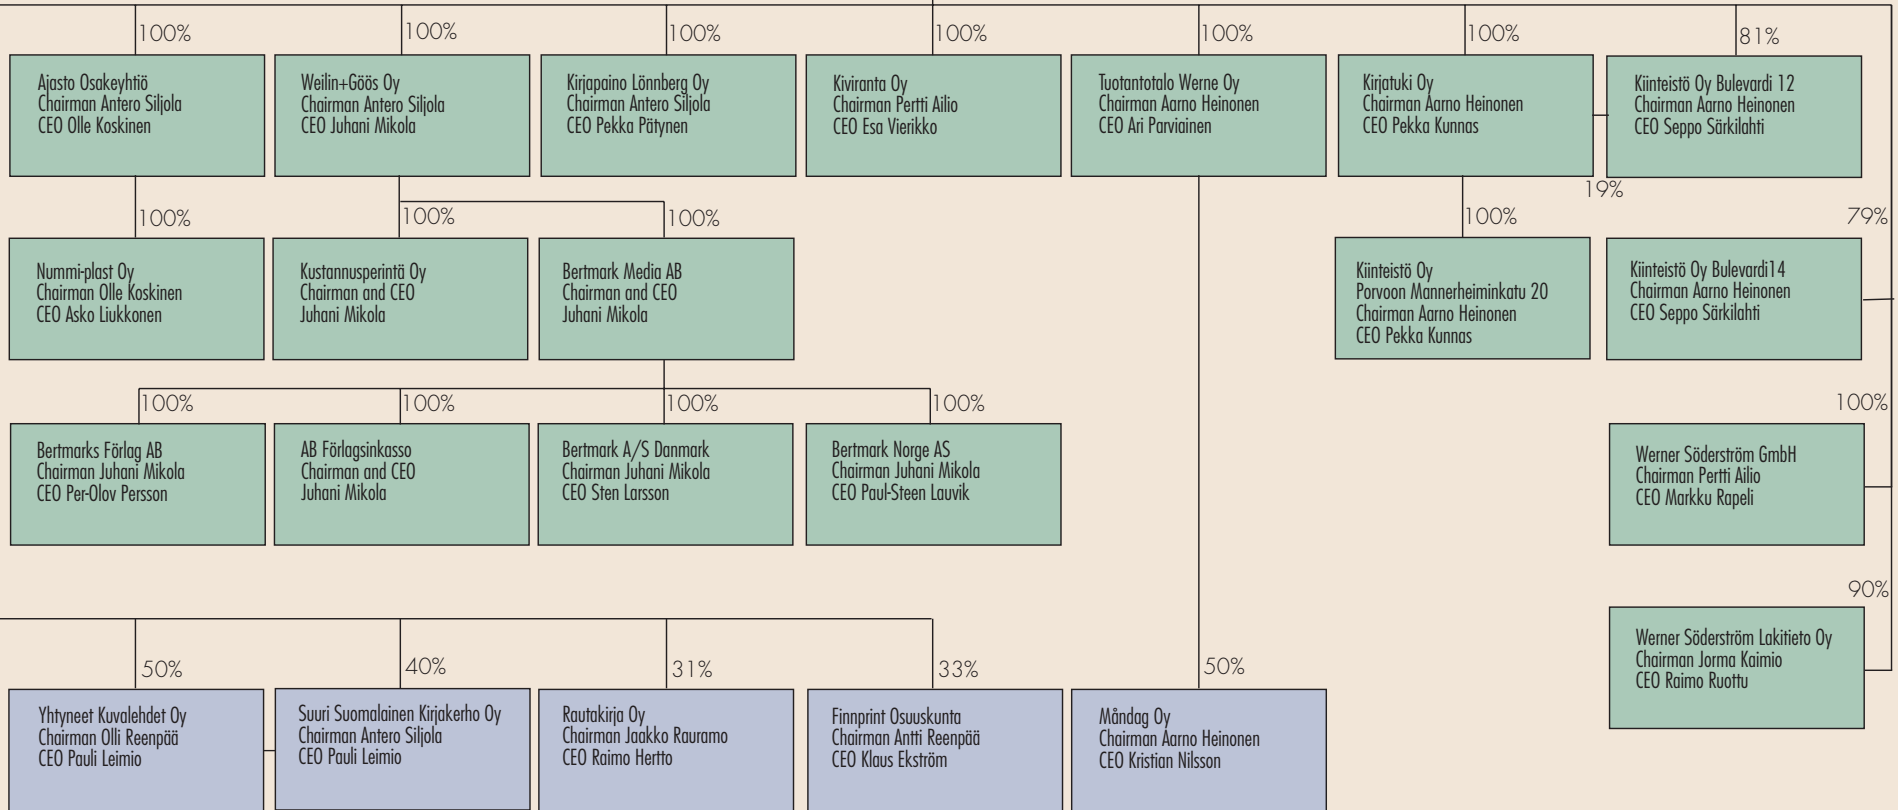 100%
Ajasto Osakeyhtiö
Chairman Antero Siljola
CEO Olle Koskinen
100%
Weilin+Göös Oy
Chairman Antero Siljola
CEO Juhani Mikola
100%
Kirjapaino Lönnberg Oy
Chairman Antero Siljola
CEO Pekka Pätynen
100%
Kiviranta Oy
Chairman Pertti Ailio
CEO Esa Vierikko
100%
Tuotantotalo Werne Oy
Chairman Aarno Heinonen
CEO Ari Parviainen
100%
Kirjatuki Oy
Chairman Aarno Heinonen
CEO Pekka Kunnas
81%
Kiinteistö Oy Bulevardi 12
Chairman Aarno Heinonen
CEO Seppo Särkilahti
19%
100%
Nummi-plast Oy
Chairman Olle Koskinen
CEO Asko Liukkonen
100%
Kustannusperintä Oy
Chairman and CEO
Juhani Mikola
100%
Bertmark Media AB
Chairman and CEO
Juhani Mikola
100%
Kiinteistö Oy
Porvoon Mannerheiminkatu 20
Chairman Aarno Heinonen
CEO Pekka Kunnas
79%
Kiinteistö Oy Bulevardi14
Chairman Aarno Heinonen
CEO Seppo Särkilahti
100%
Bertmarks Förlag AB
Chairman Juhani Mikola
CEO Per-Olov Persson
100%
AB Förlagsinkasso
Chairman and CEO
Juhani Mikola
100%
Bertmark A/S Danmark
Chairman Juhani Mikola
CEO Sten Larsson
100%
Bertmark Norge AS
Chairman Juhani Mikola
CEO Paul-Steen Lauvik
100%
Werner Söderström GmbH
Chairman Pertti Ailio
CEO Markku Rapeli
90%
Werner Söderström Lakitieto Oy
Chairman Jorma Kaimio
CEO Raimo Ruottu
50%
Yhtyneet Kuvalehdet Oy
Chairman Olli Reenpää
CEO Pauli Leimio
40%
Suuri Suomalainen Kirjakerho Oy
Chairman Antero Siljola
CEO Pauli Leimio
31%
Rautakirja Oy
Chairman Jaakko Rauramo
CEO Raimo Hertto
33%
Finnprint Osuuskunta
Chairman Antti Reenpää
CEO Klaus Ekström
50%
Måndag Oy
Chairman Aarno Heinonen
CEO Kristian Nilsson